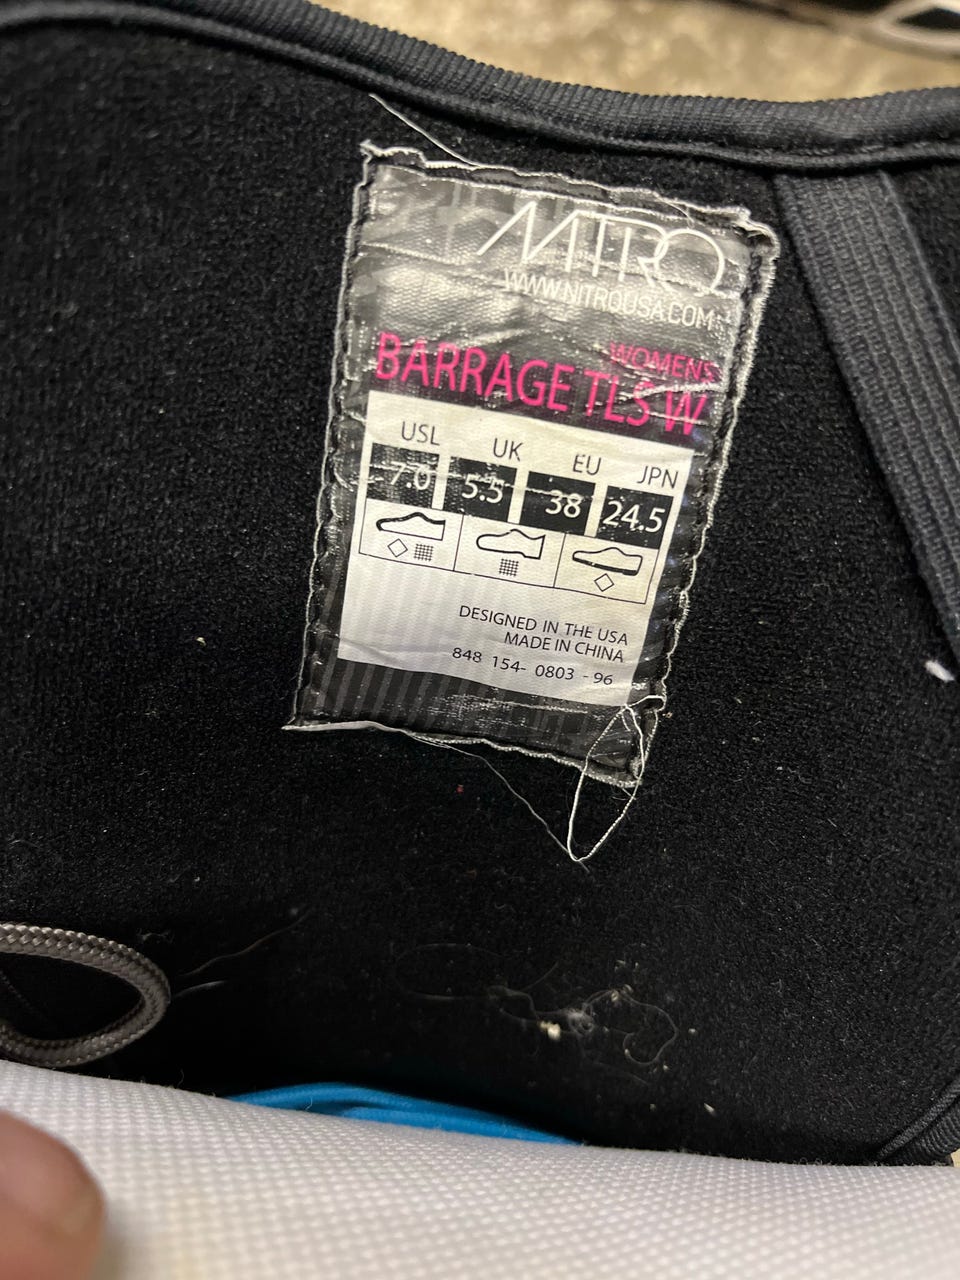 NITRO
WWW.NITROUSA.COM
WOMENS
BARRAGE TLS W
USL UK EU JPN
7.0 5.5 38 24.5
DESIGNED IN THE USA
MADE IN CHINA
848 154- 0803 - 96